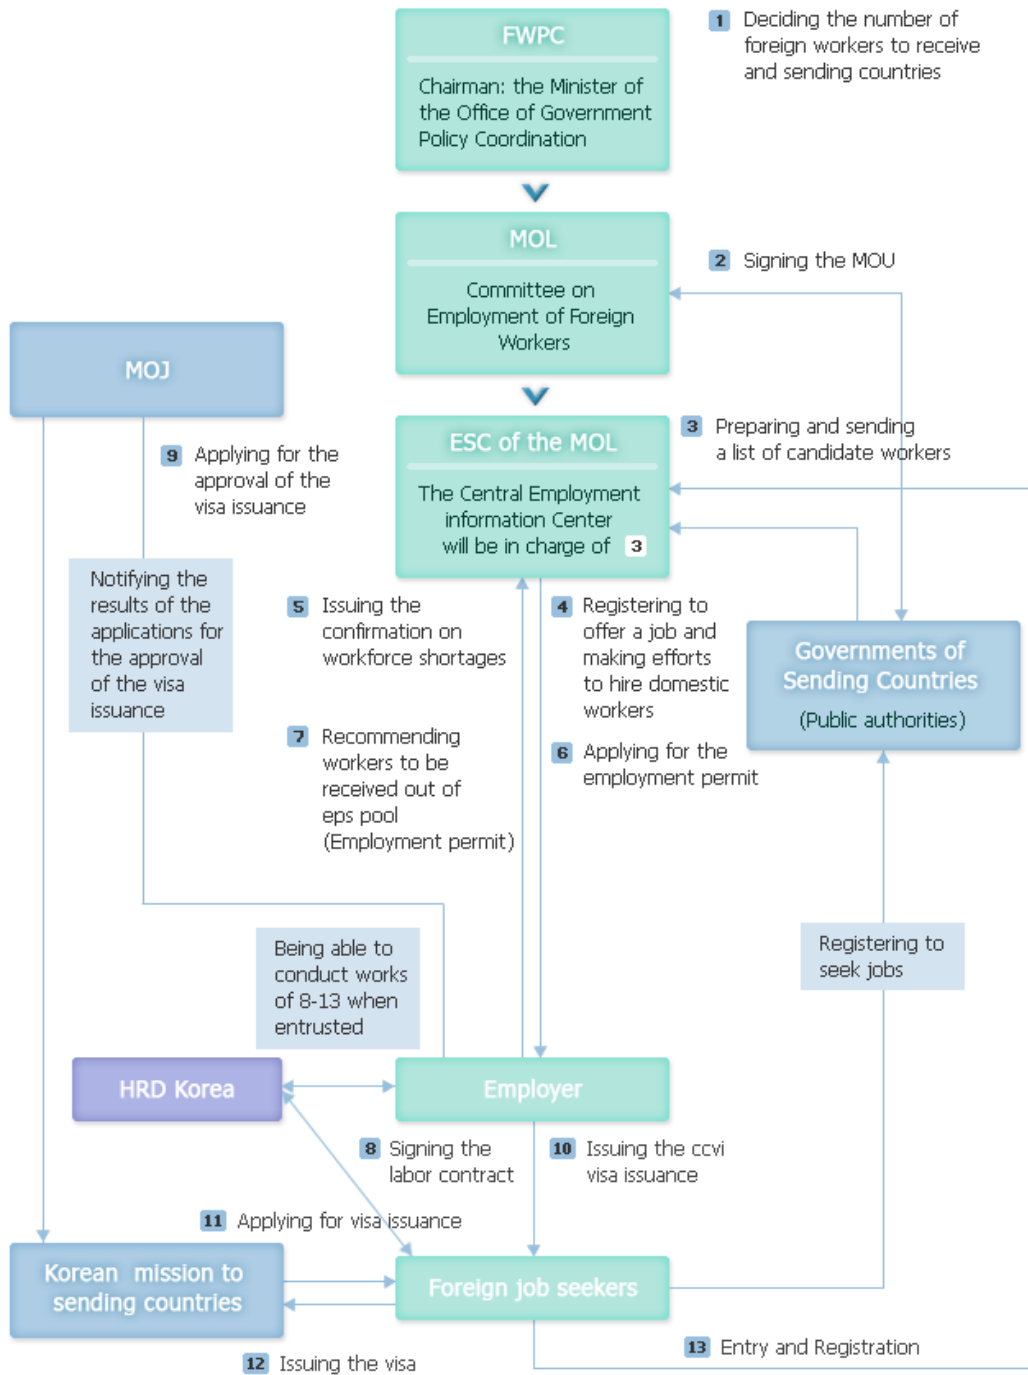 FWPC
Chairman: the Minister of
the Office of Government
Policy Coordination
1 Deciding the number of
foreign workers to receive
and sending countries
MOL
Committee on
Employment of Foreign
Workers
2 Signing the MOU
MOJ
ESC of the MOL
The Central Employment
information Center
will be in charge of 3
3 Preparing and sending
a list of candidate workers
9 Applying for the
approval of the
visa issuance
Notifying the
results of the
applications for
the approval
of the visa
issuance
5 Issuing the
confirmation on
workforce shortages
4 Registering to
offer a job and
making efforts
to hire domestic
workers
Governments of
Sending Countries
(Public authorities)
7 Recommending
workers to be
received out of
eps pool
(Employment permit)
6 Applying for the
employment permit
Being able to
conduct works
of 8-13 when
entrusted
Registering to
seek jobs
HRD Korea
Employer
8 Signing the
labor contract
10 Issuing the ccvi
visa issuance
11 Applying for visa issuance
Korean mission to
sending countries
Foreign job seekers
13 Entry and Registration
12 Issuing the visa